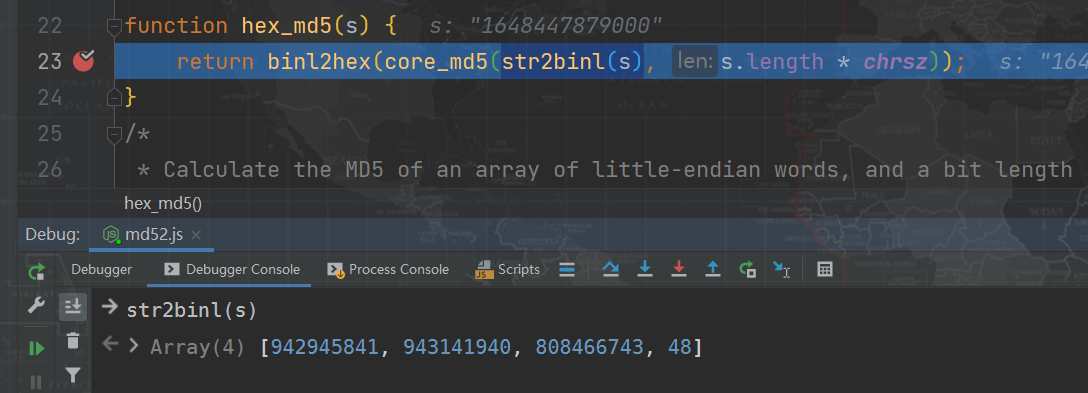 22 function hex_md5(s) { s: "1648447879000"
23 return binl2hex(core_md5(str2binl(s), len: s.length * chrsz)); s: "164
24 }
25 /*
26 * Calculate the MD5 of an array of little-endian words, and a bit length
hex_md5()
Debug: md52.js
Debugger Debugger Console Process Console Scripts
str2binl(s)
Array(4) [942945841, 943141940, 808466743, 48]